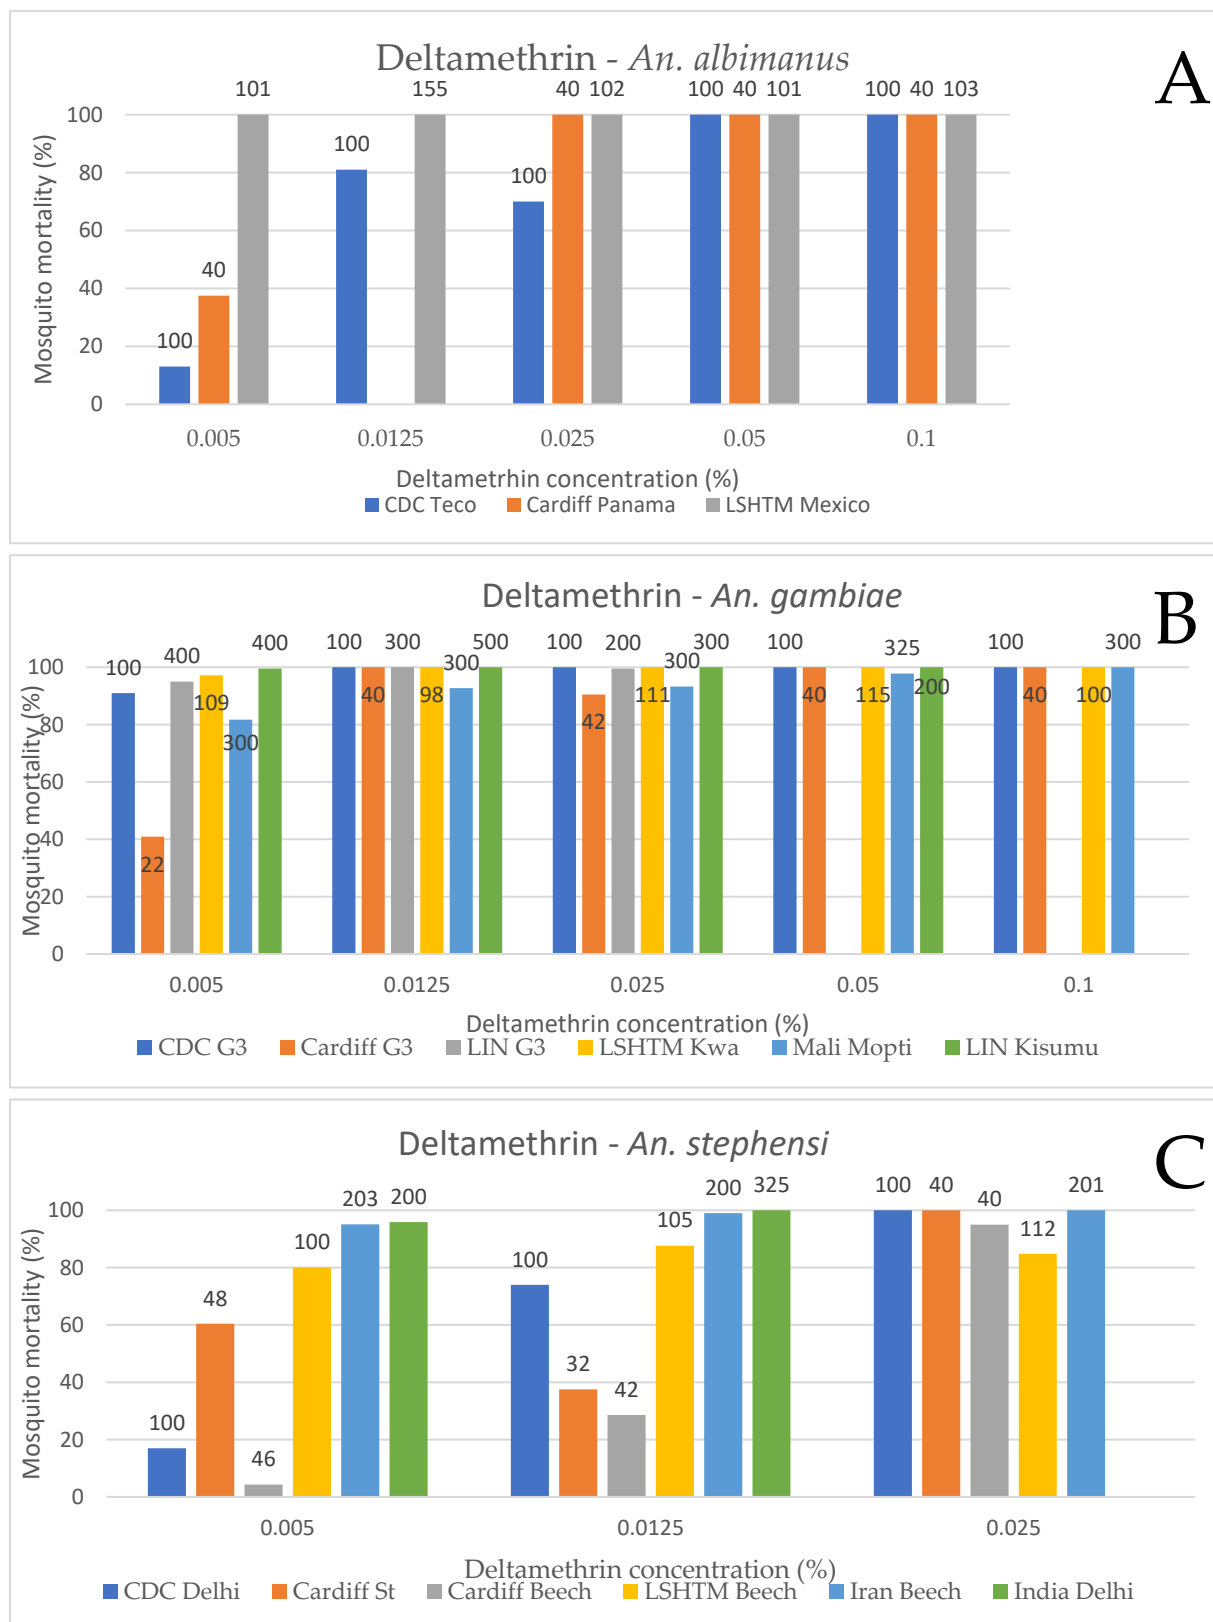 Deltamethrin - An. albimanus
A
101 155 40 102 100 40 101 100 40 103
100
100
40
100
100
80
60
40
20
0
Mosquito mortality (%)
0.005 0.0125 0.025 0.05 0.1
Deltametrhin concentration (%)
CDC Teco Cardiff Panama LSHTM Mexico
Deltamethrin - An. gambiae
B
100 400 400 100 300 300 500 100 200 300 300 100 325 100 300
22 109 300 40 98 42 111 40 115 200 40 100
100
80
60
40
20
0
Mosquito mortality (%)
0.005 0.0125 0.025 0.05 0.1
Deltamethrin concentration (%)
CDC G3 Cardiff G3 LIN G3 LSHTM Kwa Mali Mopti LIN Kisumu
Deltamethrin - An. stephensi
C
100 48 46 100 203 200 100 32 42 105 200 325 100 40 40 112 201
100
80
60
40
20
0
Mosquito mortality (%)
0.005 0.0125 0.025
Deltamethrin concentration (%)
CDC Delhi Cardiff St Cardiff Beech LSHTM Beech Iran Beech India Delhi